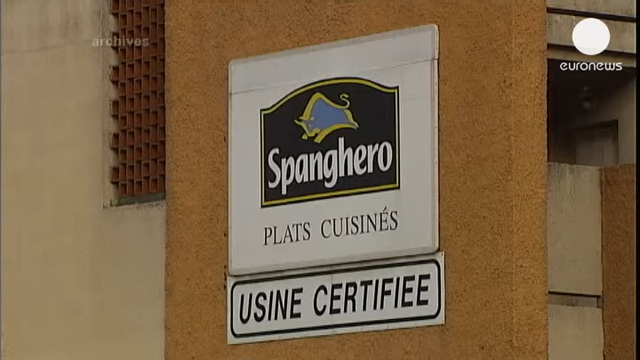 archives
euronews
Spanghero
PLATS CUISINÉS
USINE CERTIFIEE